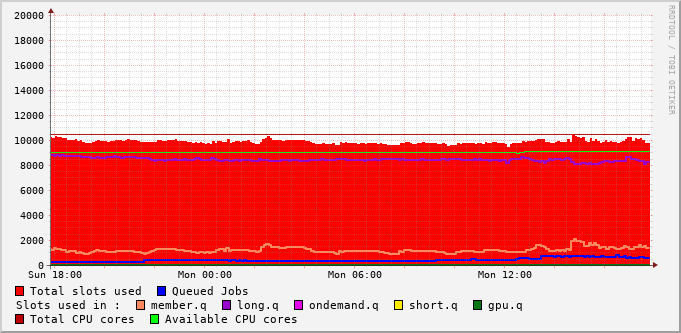 RRDTOOL / TOBI OETIKER
20000
18000
16000
14000
12000
10000
8000
6000
4000
2000
0
Sun 18:00 Mon 00:00 Mon 06:00 Mon 12:00
Total slots used Queued Jobs
Slots used in : member.q long.q ondemand.q short.q gpu.q
Total CPU cores Available CPU cores